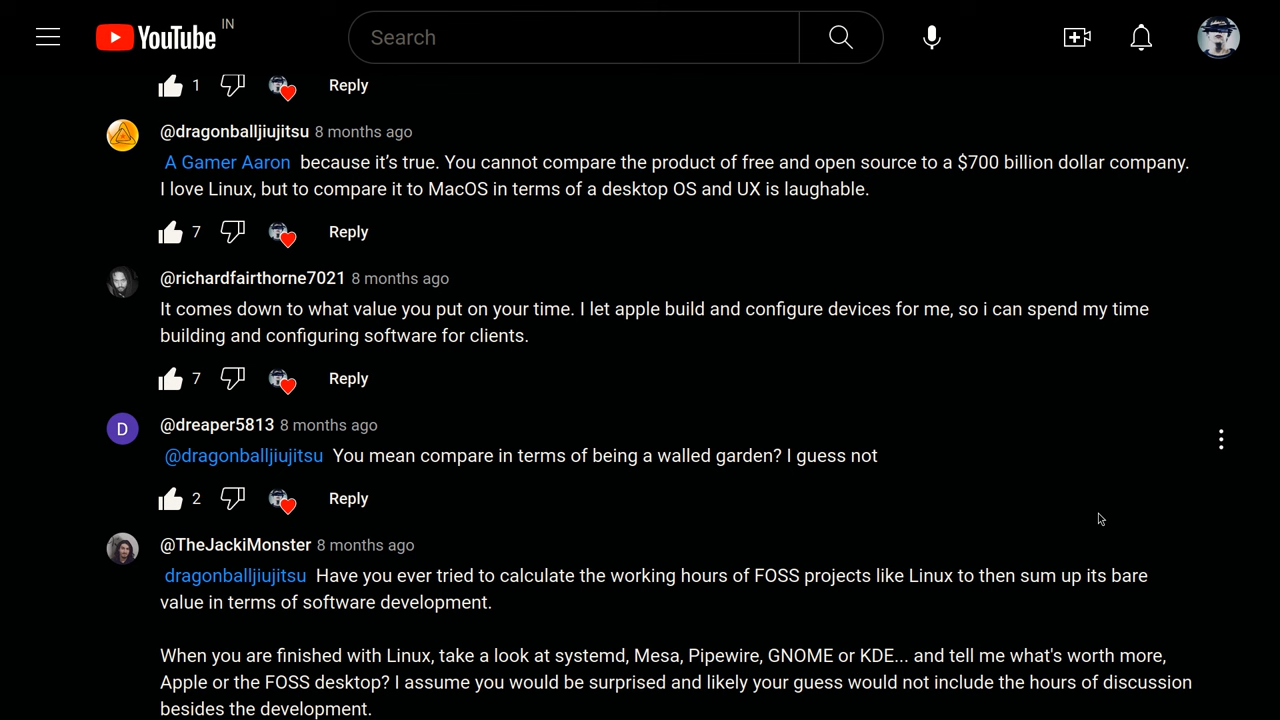 YouTube IN
Search
1 Reply
@dragonballjiujitsu 8 months ago
A Gamer Aaron because it’s true. You cannot compare the product of free and open source to a $700 billion dollar company.
I love Linux, but to compare it to MacOS in terms of a desktop OS and UX is laughable.
7 Reply
@richardfairthorne7021 8 months ago
It comes down to what value you put on your time. I let apple build and configure devices for me, so i can spend my time
building and configuring software for clients.
7 Reply
D
@dreaper5813 8 months ago
@dragonballjiujitsu You mean compare in terms of being a walled garden? I guess not
2 Reply
@TheJackiMonster 8 months ago
dragonballjiujitsu Have you ever tried to calculate the working hours of FOSS projects like Linux to then sum up its bare
value in terms of software development.
When you are finished with Linux, take a look at systemd, Mesa, Pipewire, GNOME or KDE... and tell me what's worth more,
Apple or the FOSS desktop? I assume you would be surprised and likely your guess would not include the hours of discussion
besides the development.